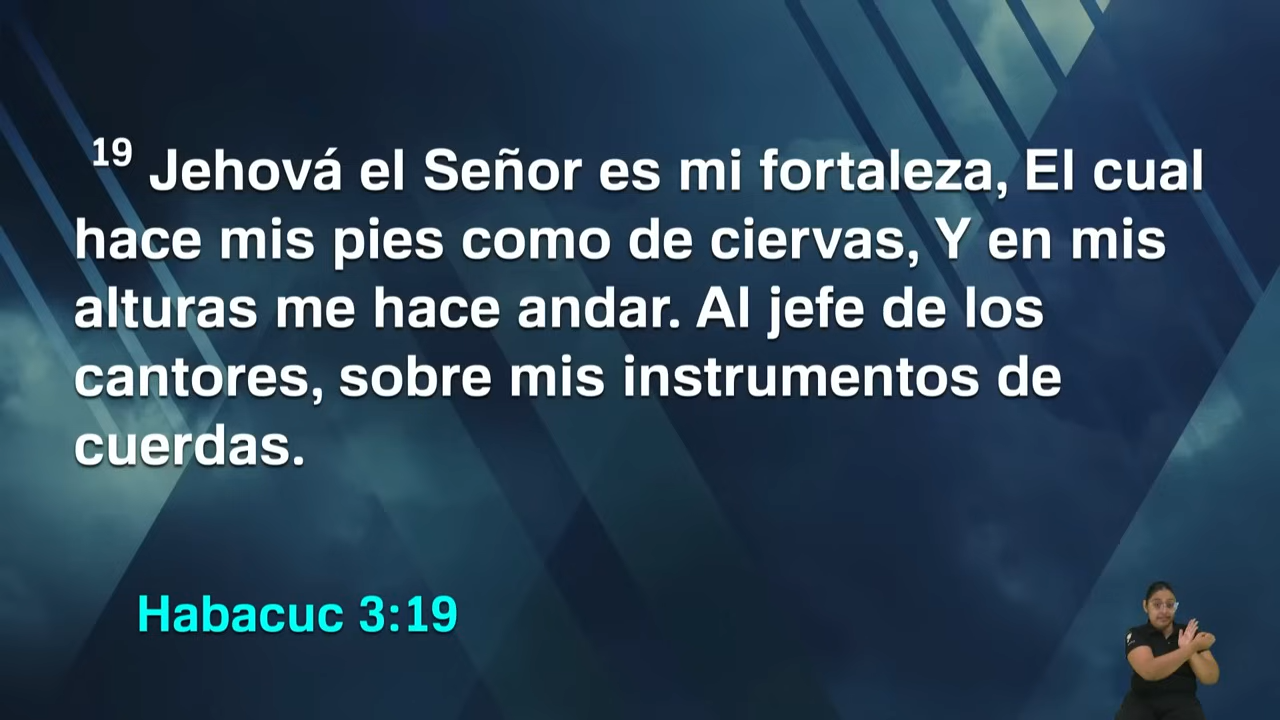 19 Jehová el Señor es mi fortaleza, El cual
hace mis pies como de ciervas, Y en mis
alturas me hace andar. Al jefe de los
cantores, sobre mis instrumentos de
cuerdas.
Habacuc 3:19